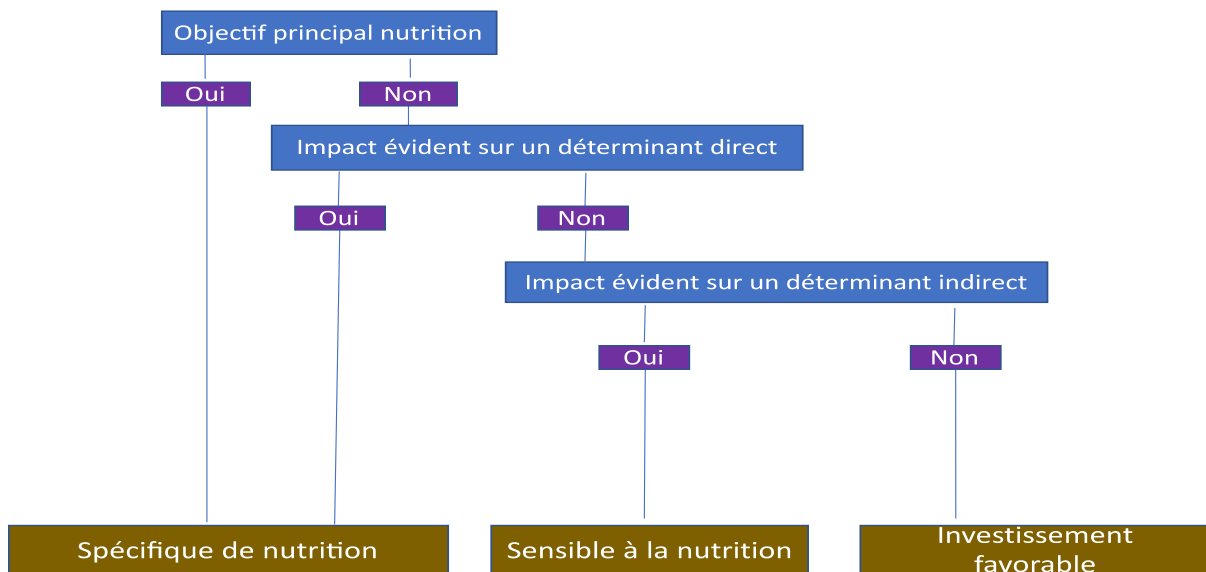 Objectif principal nutrition
Oui
Non
Impact évident sur un déterminant direct
Oui
Non
Impact évident sur un déterminant indirect
Oui
Non
Spécifique de nutrition
Sensible à la nutrition
Investissement
favorable